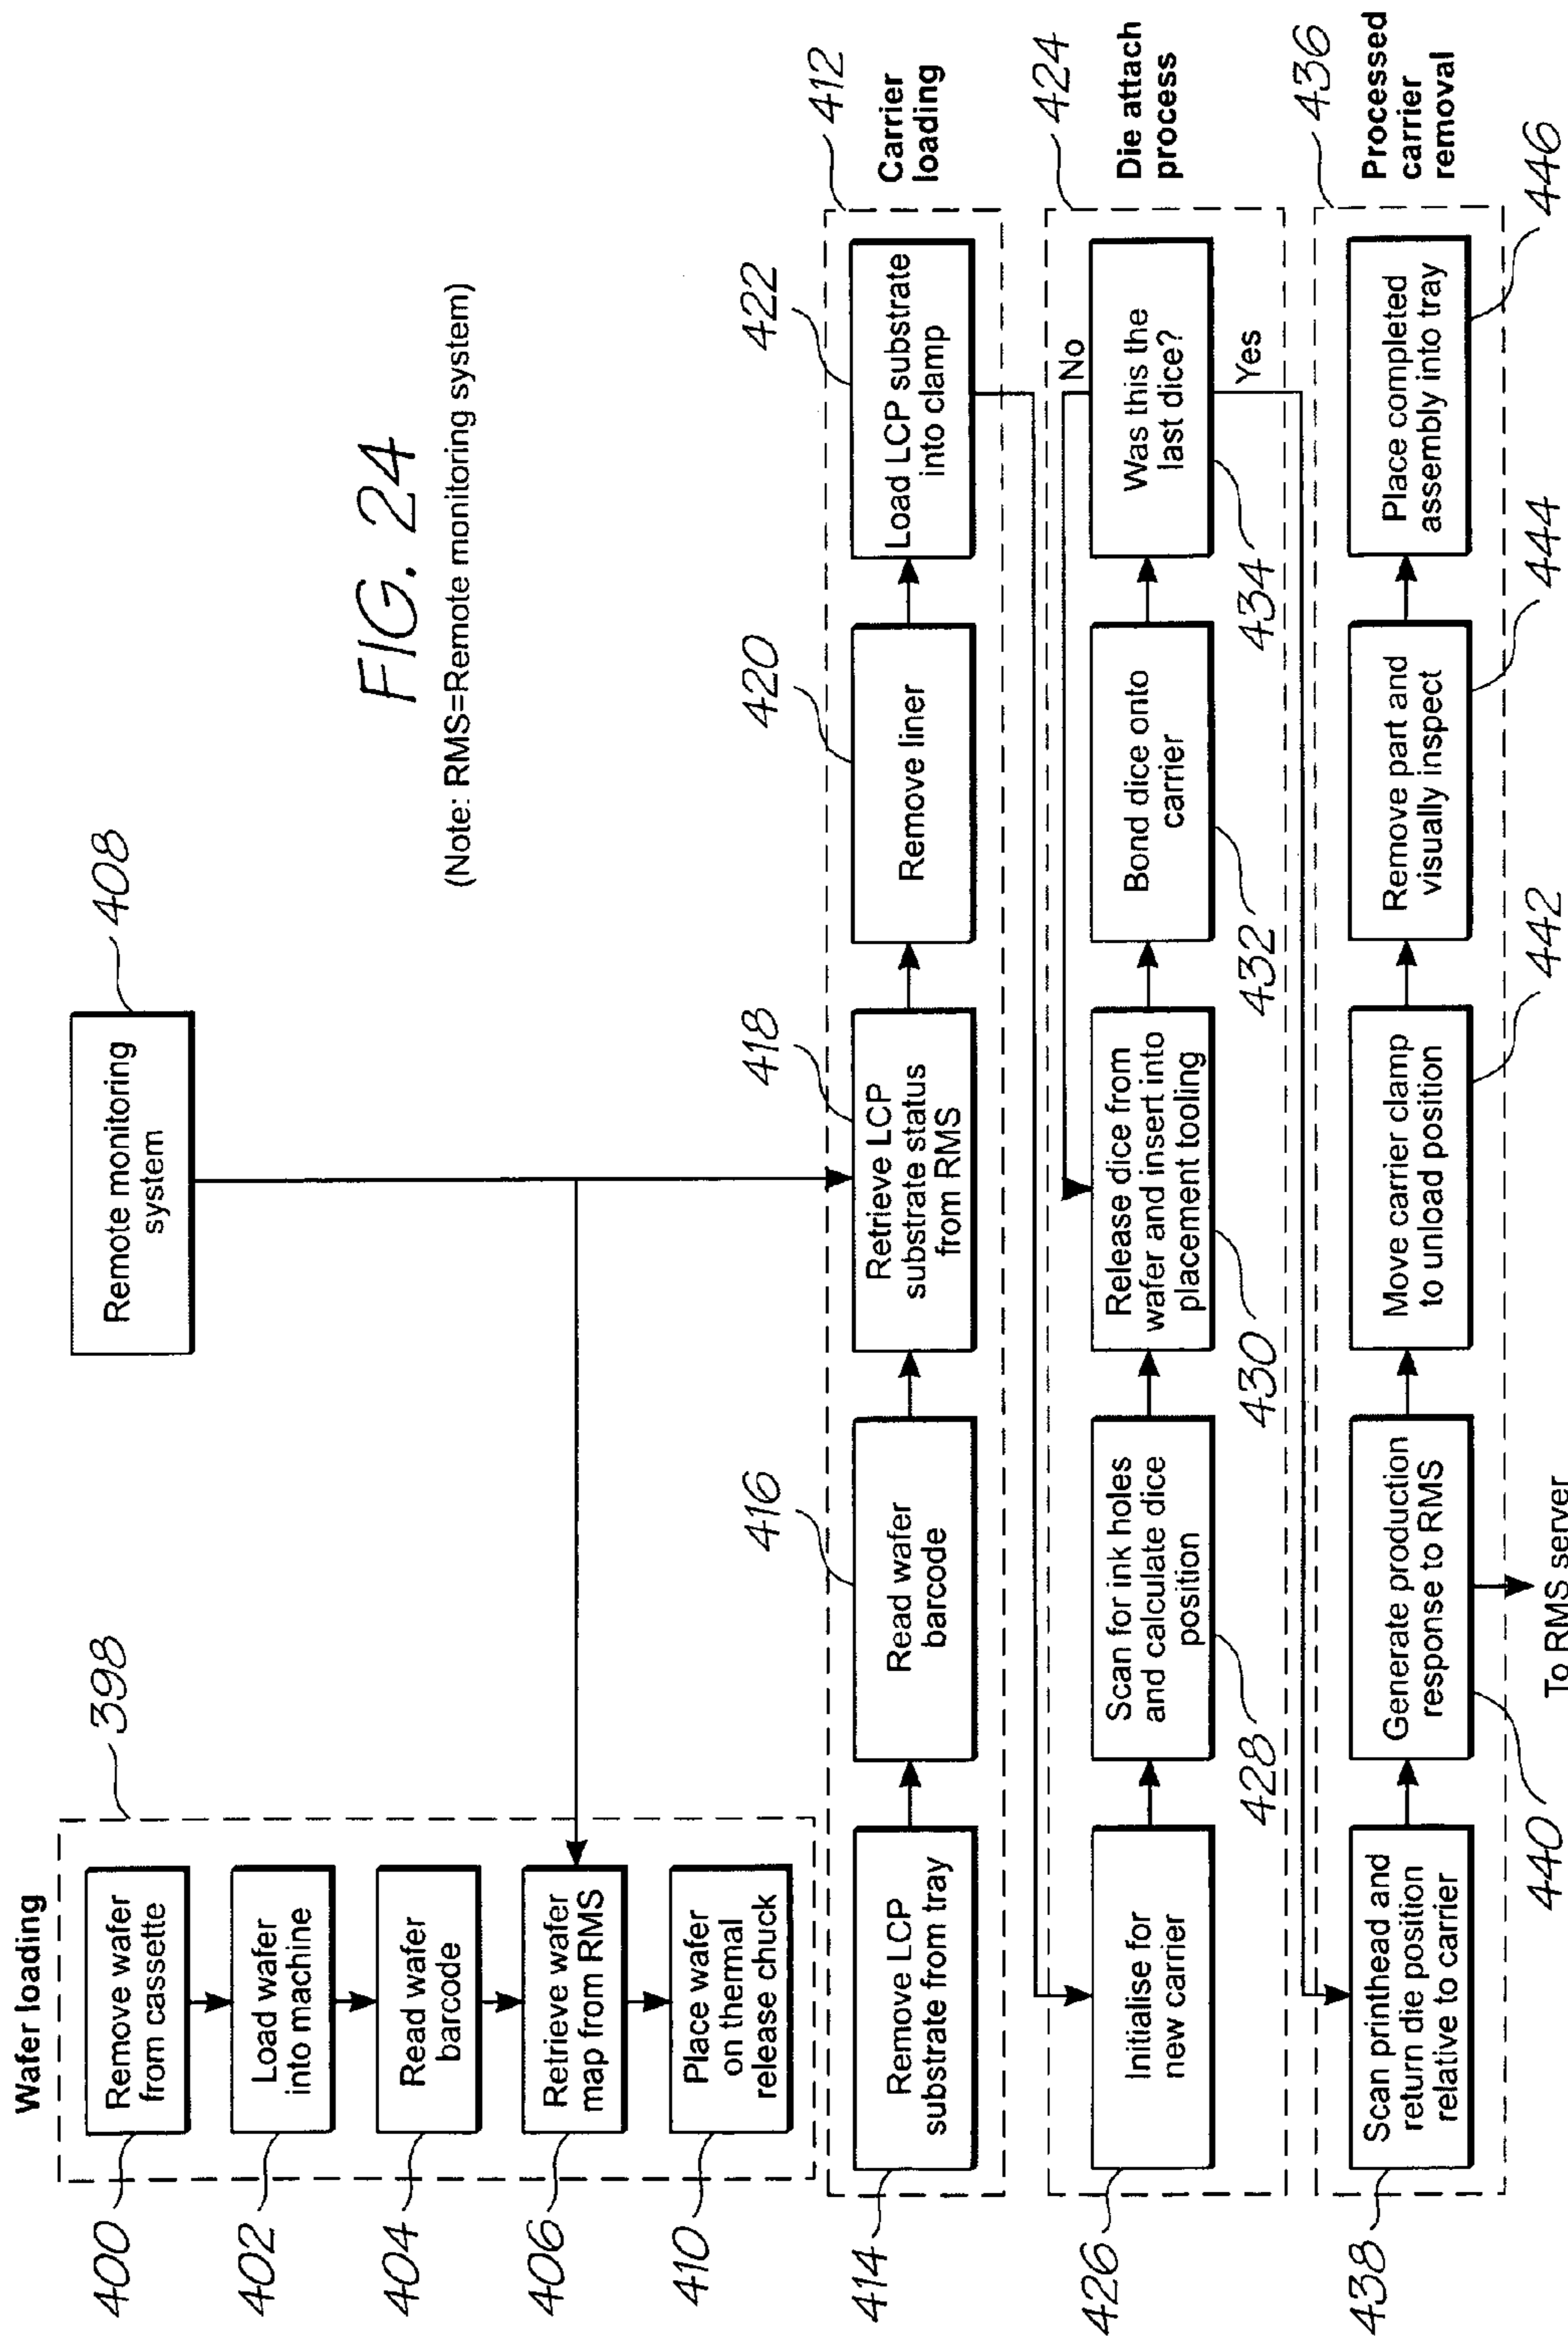 Wafer loading
398
400
Remove wafer
from cassette
402
Load wafer
into machine
404
Read wafer
barcode
406
Retrieve wafer
map from RMS
410
Place wafer
on thermal
release chuck
408
Remote monitoring
system
FIG. 24
(Note: RMS=Remote monitoring system)
412
Carrier
loading
414
Remove LCP
substrate from tray
416
Read wafer
barcode
418
Retrieve LCP
substrate status
from RMS
420
Remove liner
422
Load LCP substrate
into clamp
424
Die attach
process
426
Initialise for
new carrier
428
Scan for ink holes
and calculate dice
position
430
Release dice from
wafer and insert into
placement tooling
432
Bond dice onto
carrier
434
Was this the
last dice?
No
Yes
436
Processed
carrier
removal
438
Scan printhead and
return die position
relative to carrier
440
Generate production
response to RMS
To RMS server
442
Move carrier clamp
to unload position
444
Remove part and
visually inspect
446
Place completed
assembly into tray